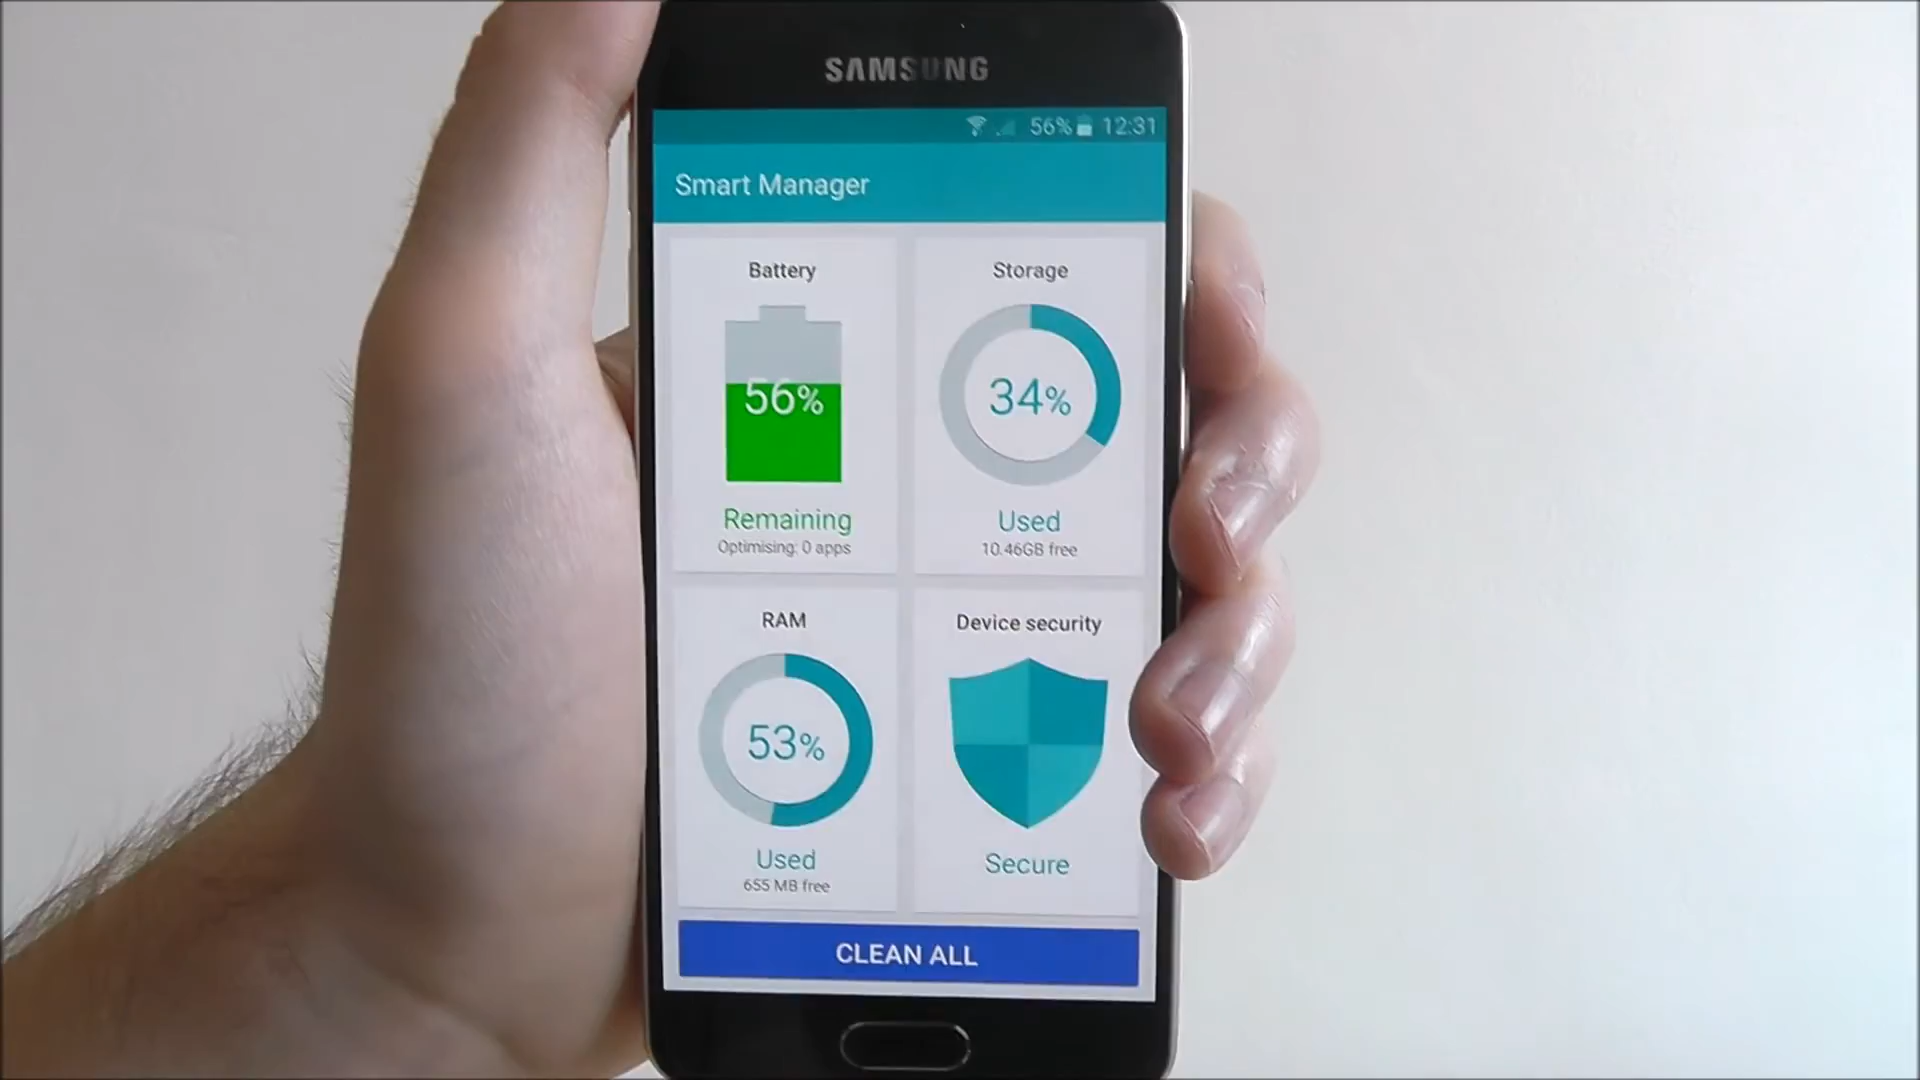 SAMSUNG
56% 12:31
Smart Manager
Battery
56%
Remaining
Optimising: 0 apps
Storage
34%
Used
10.46GB free
RAM
53%
Used
655 MB free
Device security
Secure
CLEAN ALL